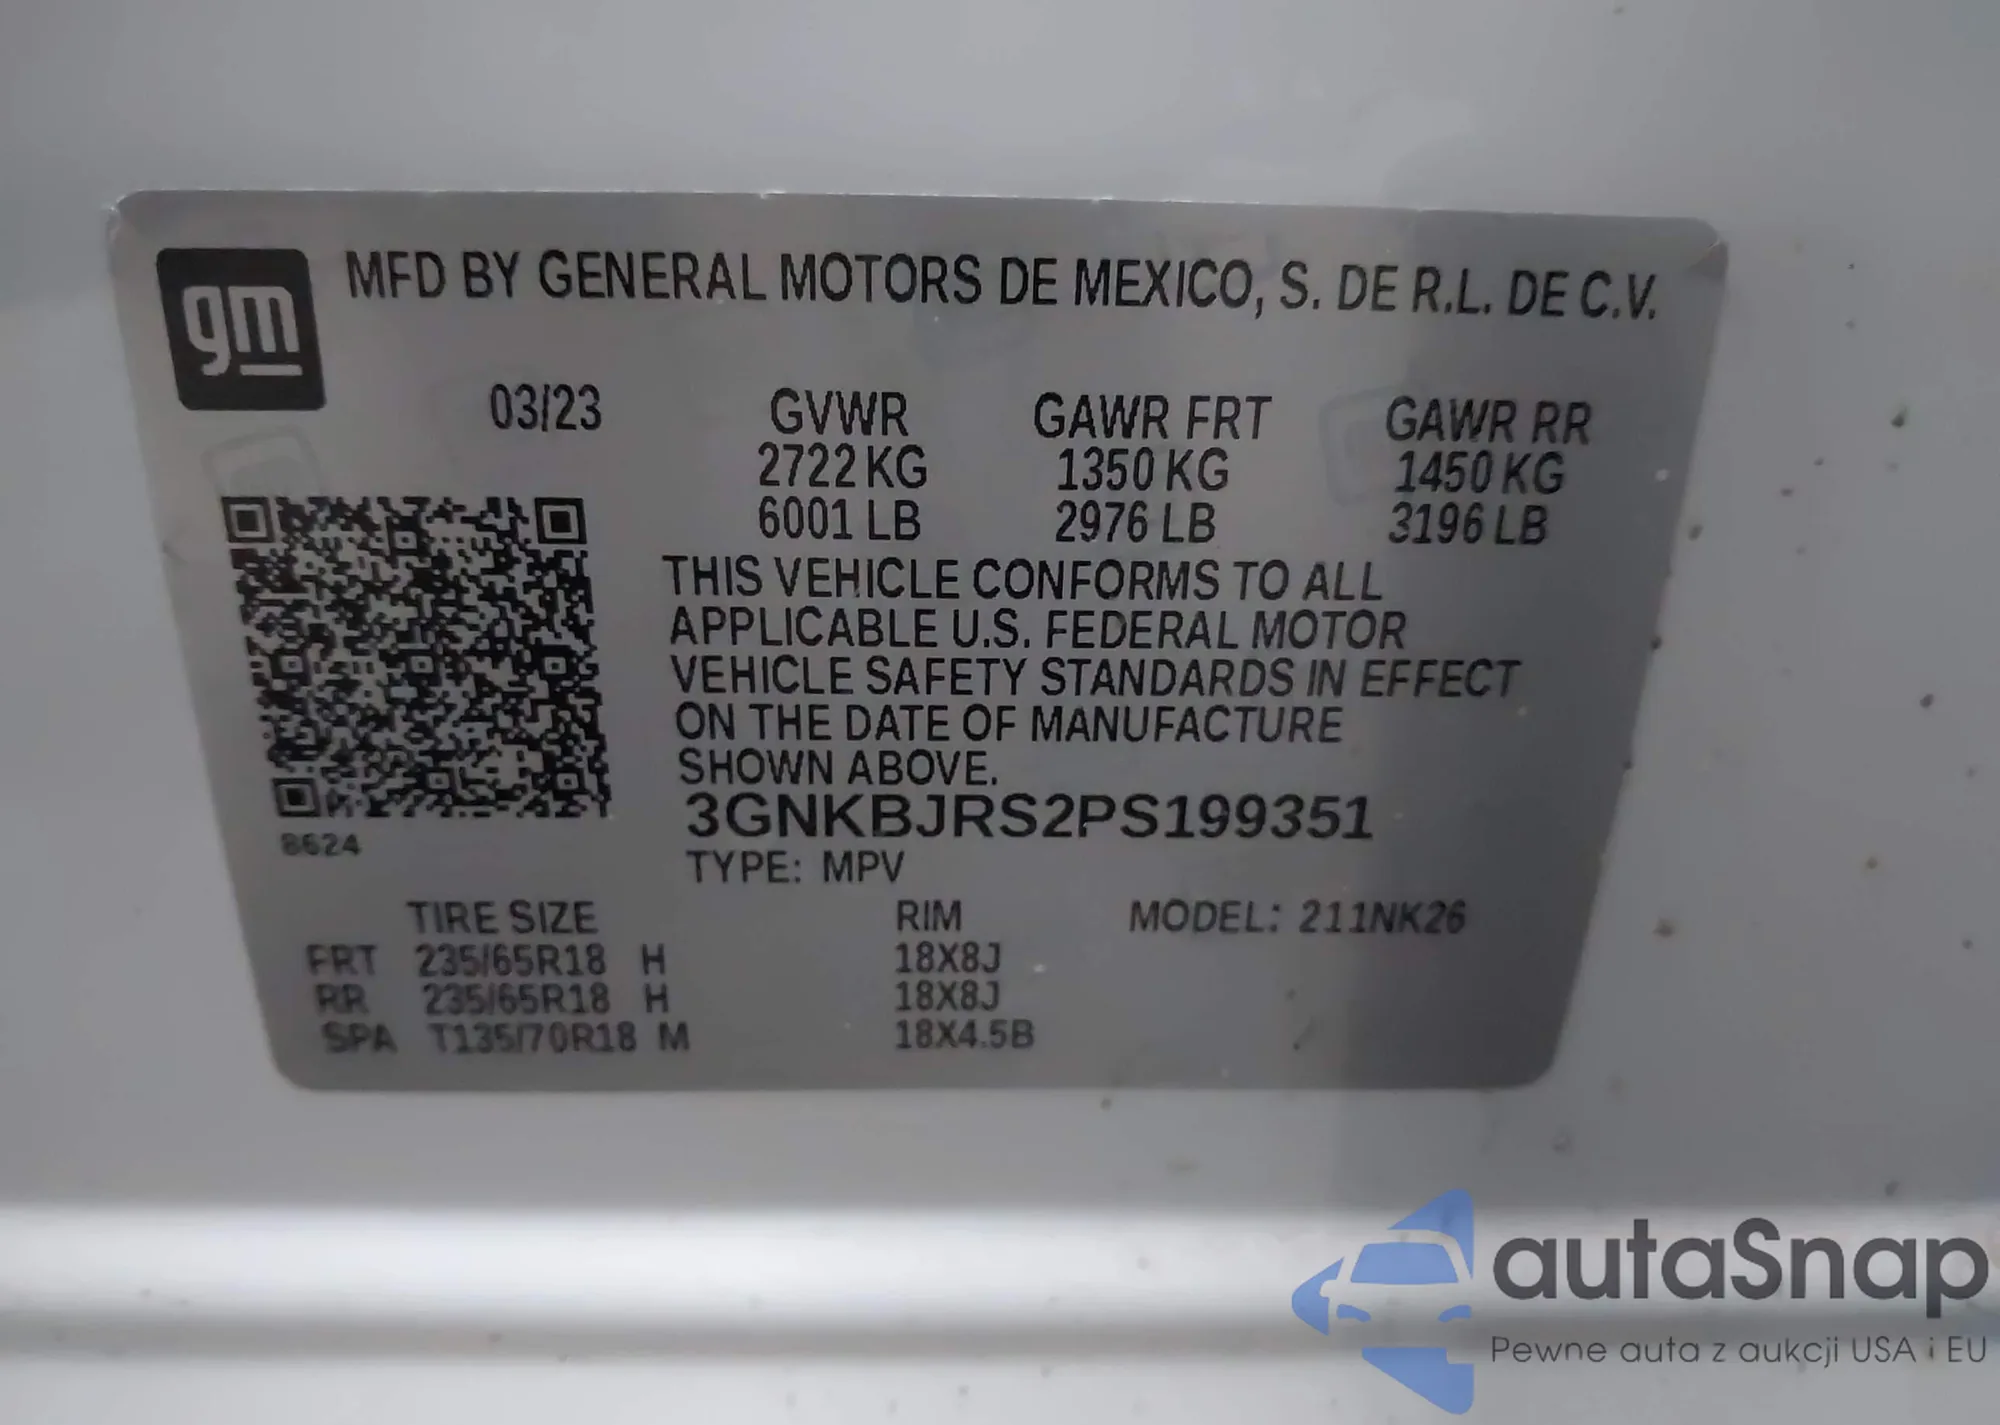 gm
MFD BY GENERAL MOTORS DE MEXICO, S. DE R.L. DE C.V.
03/23 GVWR GAWR FRT GAWR RR
2722 KG 1350 KG 1450 KG
6001 LB 2976 LB 3196 LB
THIS VEHICLE CONFORMS TO ALL
APPLICABLE U.S. FEDERAL MOTOR
VEHICLE SAFETY STANDARDS IN EFFECT
ON THE DATE OF MANUFACTURE
SHOWN ABOVE.
3GNKBJRS2PS199351
8624
TYPE: MPV
TIRE SIZE RIM MODEL: 211NK26
FRT 235/65R18 H 18X8J
RR 235/65R18 H 18X8J
SPA T135/70R18 M 18X4.5B
autaSnap
Pewne auta z aukcji USA i EU